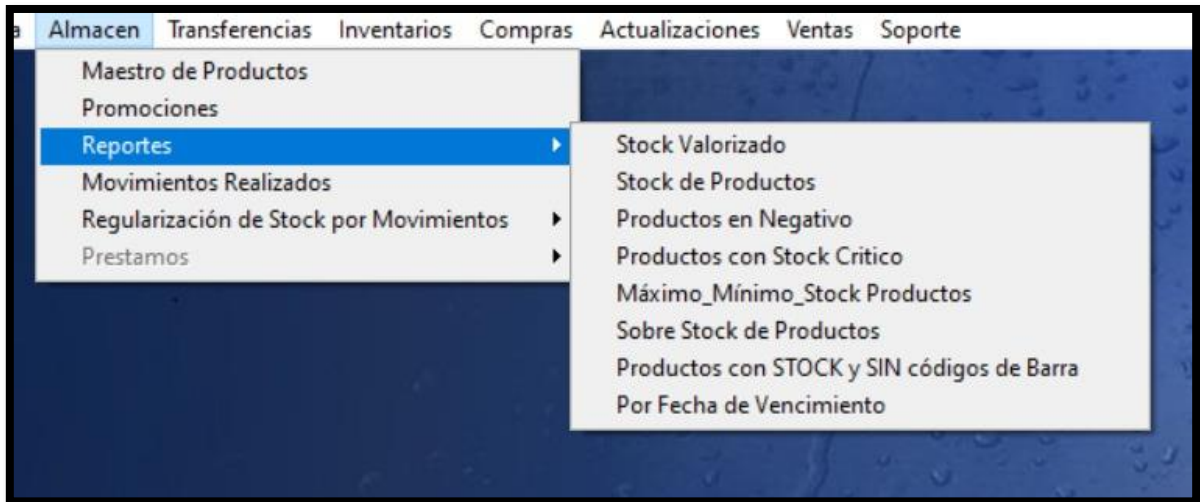 a Almacen Transferencias Inventarios Compras Actualizaciones Ventas Soporte
Maestro de Productos
Promociones
Reportes
Movimientos Realizados
Regularización de Stock por Movimientos
Prestamos
Stock Valorizado
Stock de Productos
Productos en Negativo
Productos con Stock Critico
Máximo_Mínimo_Stock Productos
Sobre Stock de Productos
Productos con STOCK y SIN códigos de Barra
Por Fecha de Vencimiento